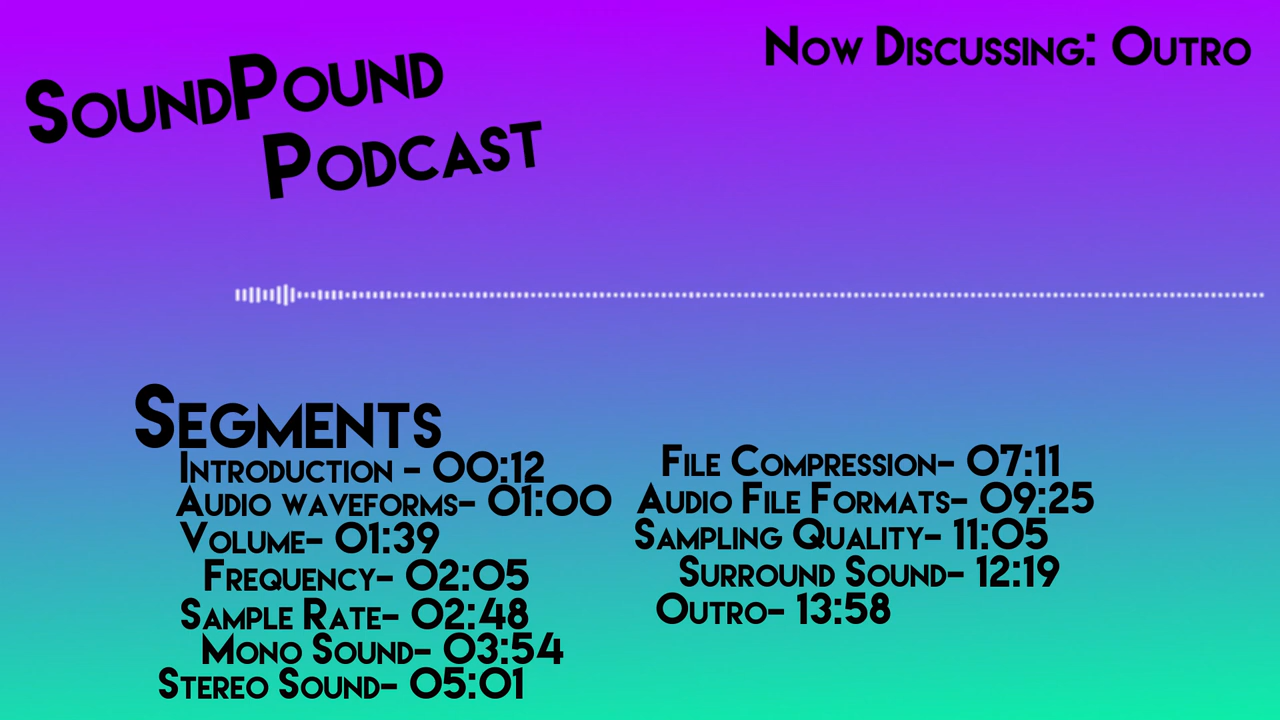 SoundPound
Podcast
Now Discussing: Outro
Segments
Introduction - 00:12
Audio waveforms- 01:00
Volume- 01:39
Frequency- 02:05
Sample Rate- 02:48
Mono Sound- 03:54
Stereo Sound- 05:01
File Compression- 07:11
Audio File Formats- 09:25
Sampling Quality- 11:05
Surround Sound- 12:19
Outro- 13:58